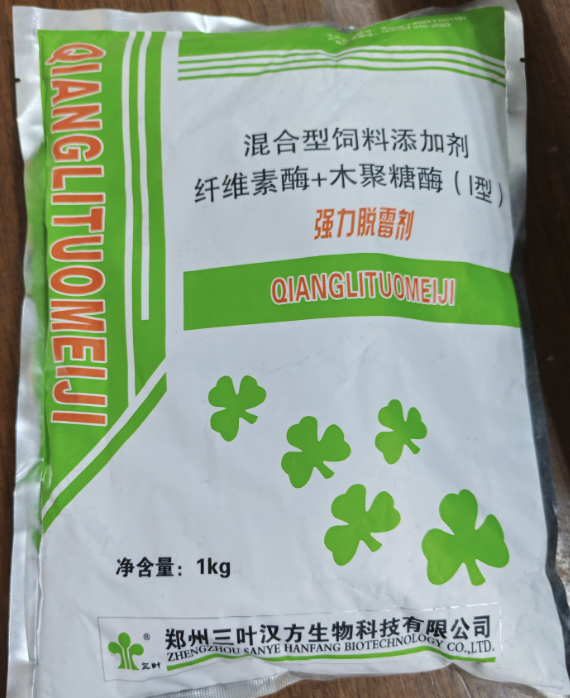 混合型饲料添加剂
纤维素酶+木聚糖酶（I型）
强力脱霉剂
QIANGLITUOMEIJI
QIANGLITUOMEIJI
净含量：1kg
三叶
®
郑州三叶汉方生物科技有限公司
ZHENGZHOU SANYE HANFANG BIOTECHNOLOGY CO.,LTD.